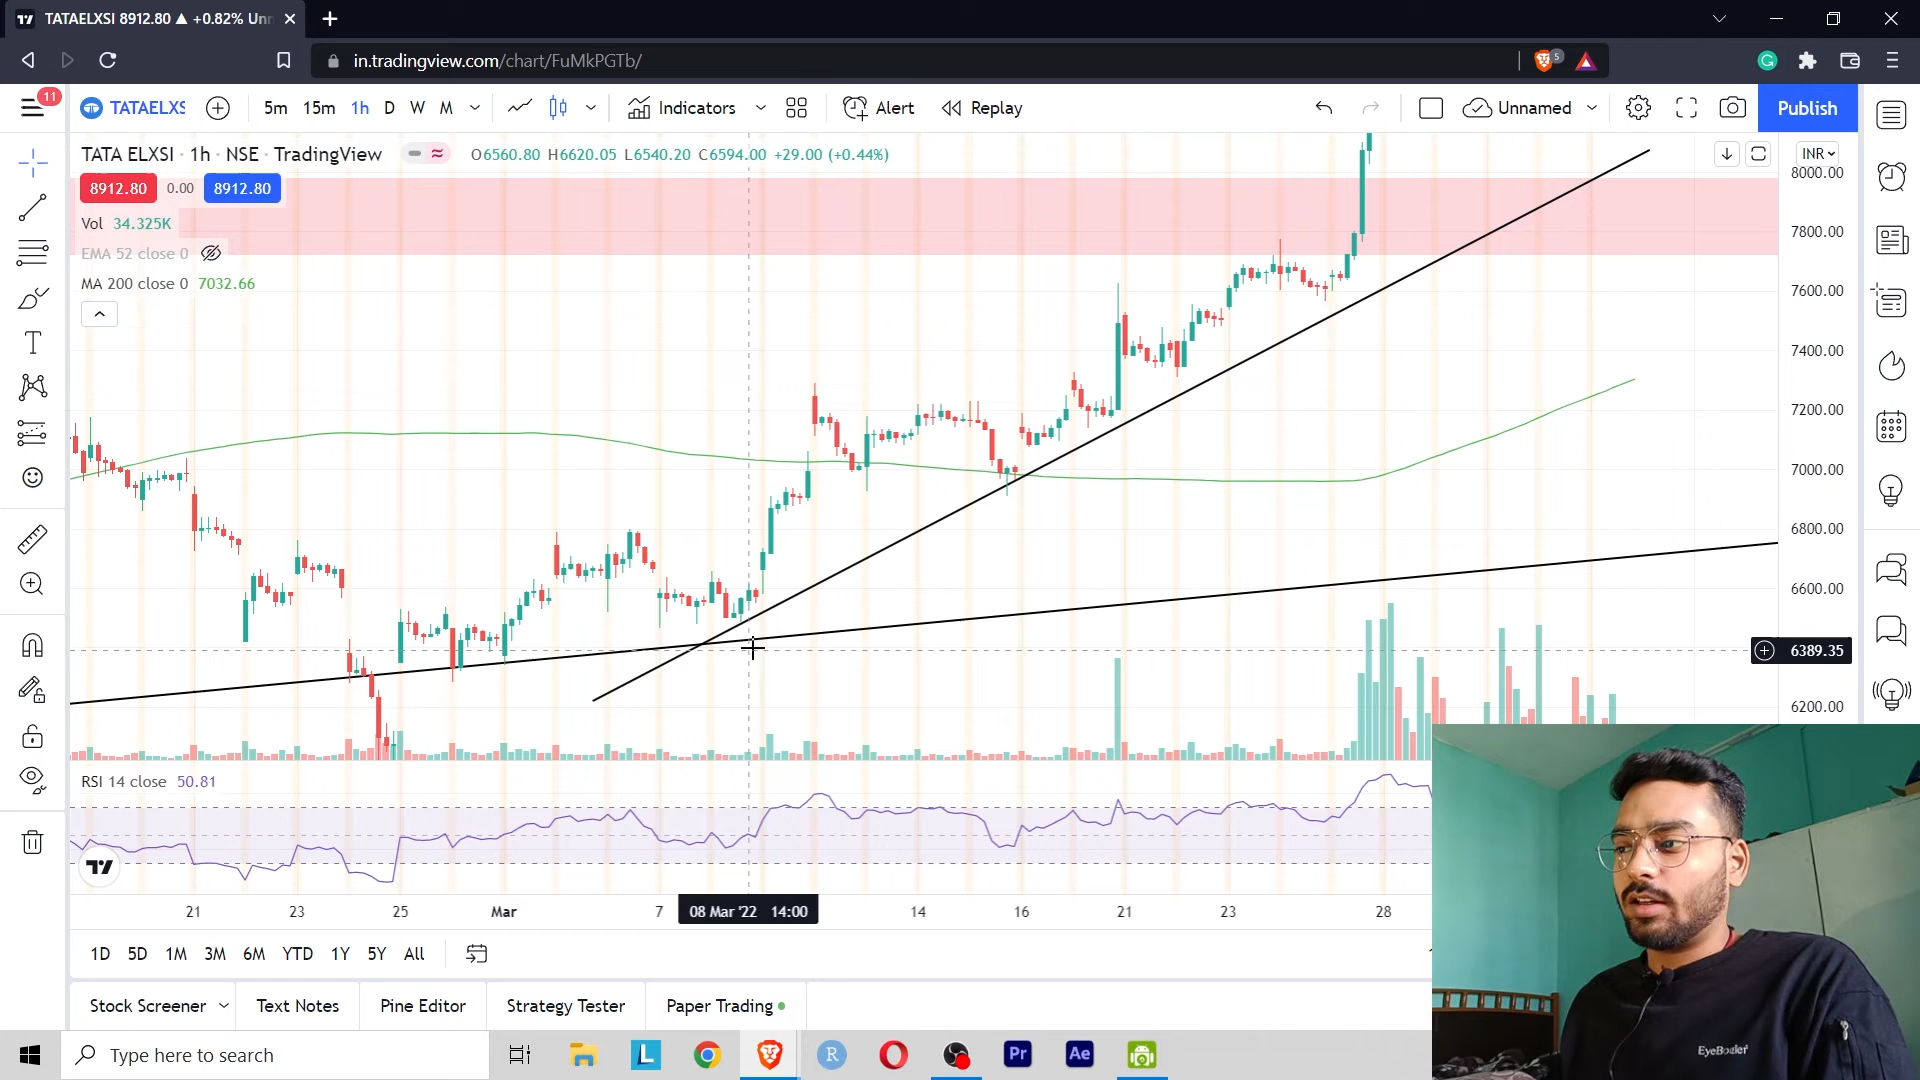 TATAELXSI 8912.80 ▲ +0.82% Unn
in.tradingview.com/chart/FuMkPGTb/
5
11
TATAELXS 5m 15m 1h D W M Indicators Alert Replay Unnamed Publish
TATA ELXSI · 1h · NSE · TradingView O6560.80 H6620.05 L6540.20 C6594.00 +29.00 (+0.44%)
INR
8912.80 0.00 8912.80
Vol 34.325K
EMA 52 close 0
MA 200 close 0 7032.66
8000.00
7800.00
7600.00
7400.00
7200.00
7000.00
6800.00
6600.00
6389.35
6200.00
RSI 14 close 50.81
21 23 25 Mar 7 08 Mar '22 14:00 14 16 21 23 28
1D 5D 1M 3M 6M YTD 1Y 5Y All
Stock Screener Text Notes Pine Editor Strategy Tester Paper Trading
Type here to search
L
R
Pr
Ae